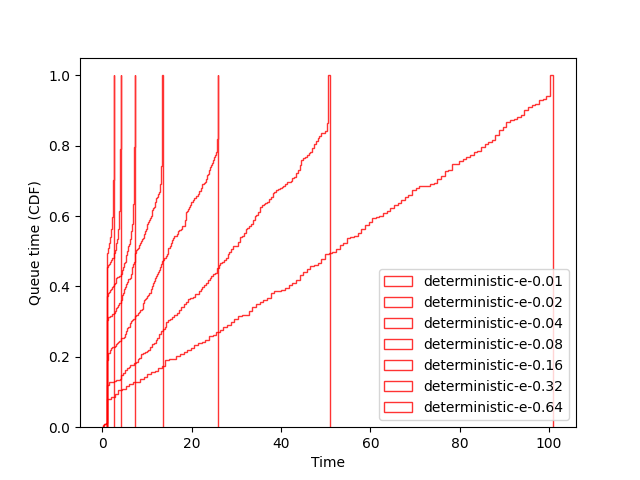 1.0
0.8
0.6
0.4
0.2
0.0
Queue time (CDF)
0
20
40
60
80
100
Time
deterministic-e-0.01
deterministic-e-0.02
deterministic-e-0.04
deterministic-e-0.08
deterministic-e-0.16
deterministic-e-0.32
deterministic-e-0.64